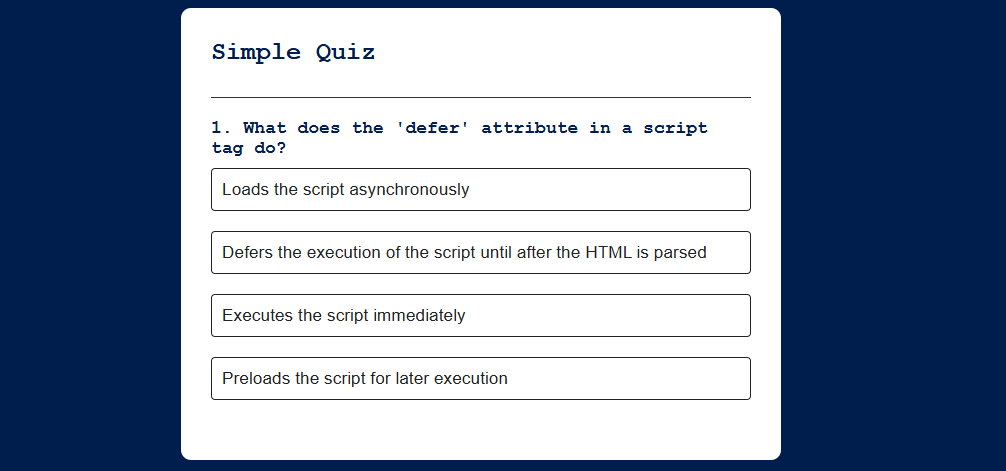 Simple Quiz
1. What does the 'defer' attribute in a script
tag do?
Loads the script asynchronously
Defers the execution of the script until after the HTML is parsed
Executes the script immediately
Preloads the script for later execution